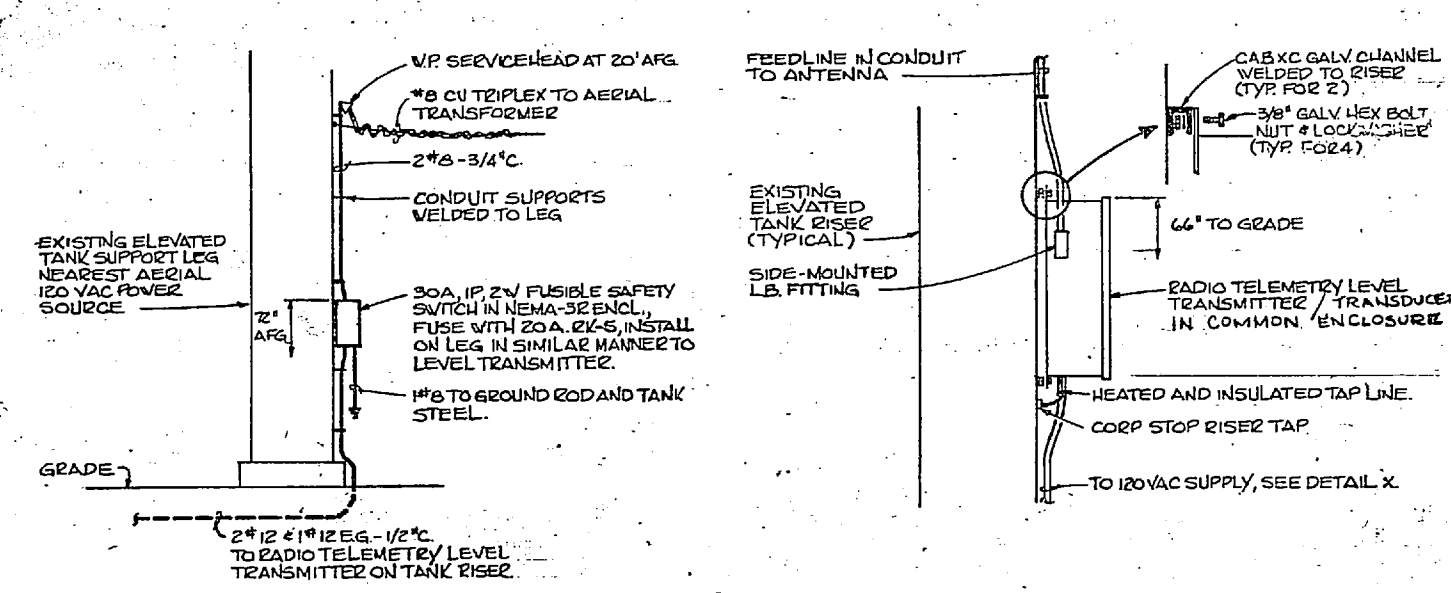 W.P. SERVICEHEAD AT 20' AFG
#8 CU TRIPLEX TO AERIAL
TRANSFORMER
2#8-3/4"C.
CONDUIT SUPPORTS
WELDED TO LEG
EXISTING ELEVATED
TANK SUPPORT LEG
NEAREST AERIAL
120 VAC POWER
SOURCE
72"
AFG
30A, 1P, 2W FUSIBLE SAFETY
SWITCH IN NEMA-3R ENCL.,
FUSE WITH 20A. RK-5, INSTALL
ON LEG IN SIMILAR MANNER TO
LEVEL TRANSMITTER.
1#8 TO GROUND ROD AND TANK
STEEL.
GRADE
2#12 & 1#12 E.G.-1/2"C.
TO RADIO TELEMETRY LEVEL
TRANSMITTER ON TANK RISER
FEEDLINE IN CONDUIT
TO ANTENNA
CAB XC GALV. CHANNEL
WELDED TO RISER
(TYP. FOR 2)
3/8" GALV. HEX BOLT
NUT & LOCKWASHER
(TYP. FOR 4)
EXISTING
ELEVATED
TANK RISER
(TYPICAL)
66" TO GRADE
SIDE-MOUNTED
L.B. FITTING
RADIO TELEMETRY LEVEL
TRANSMITTER / TRANSDUCER
IN COMMON ENCLOSURE
HEATED AND INSULATED TAP LINE.
CORP STOP RISER TAP
TO 120 VAC SUPPLY, SEE DETAIL X